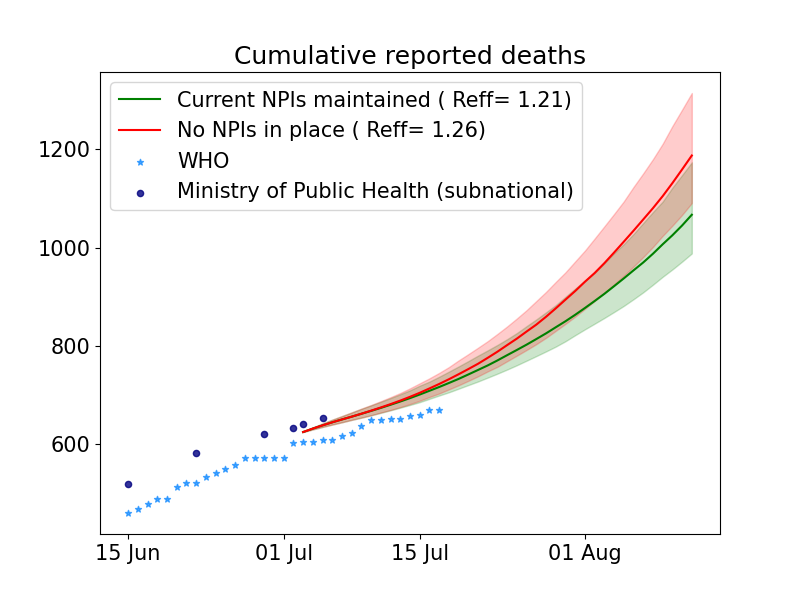 Cumulative reported deaths
Current NPIs maintained ( Reff= 1.21)
No NPIs in place ( Reff= 1.26)
WHO
Ministry of Public Health (subnational)
1200
1000
800
600
15 Jun
01 Jul
15 Jul
01 Aug